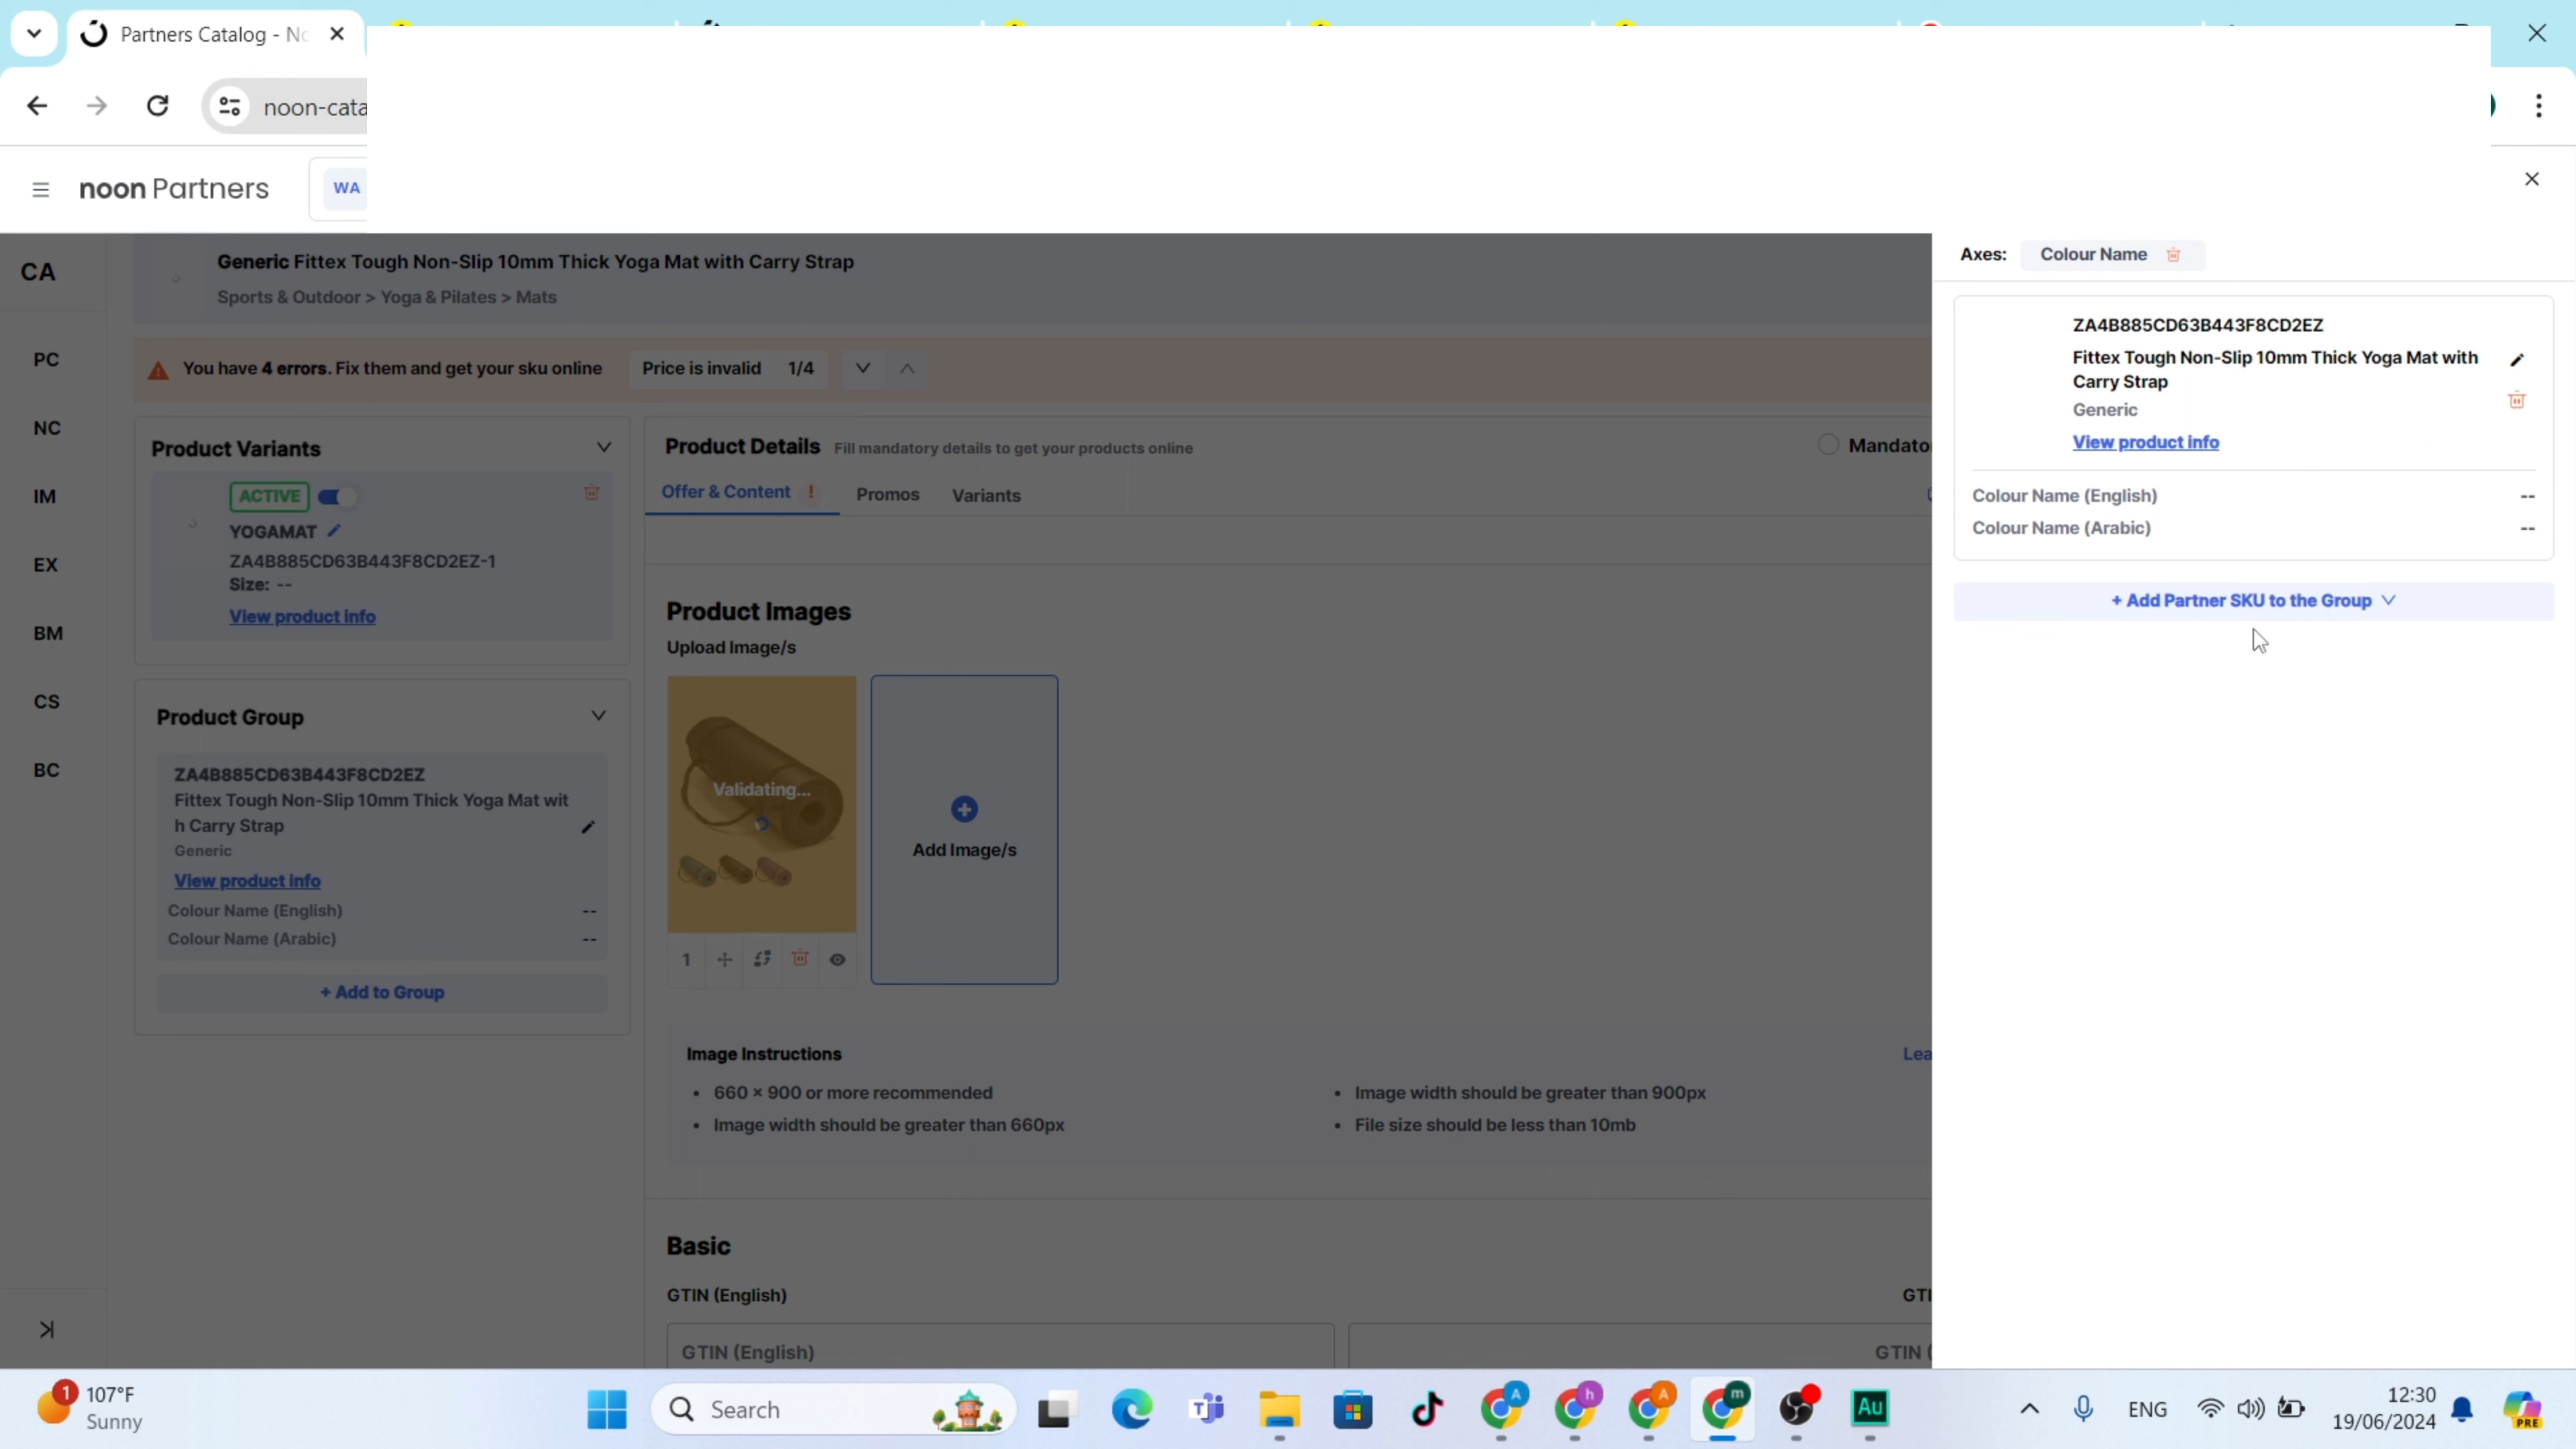 Partners Catalog - No
noon-cata
noon Partners
WA
CA
PC
NC
IM
EX
BM
CS
BC
Generic Fittex Tough Non-Slip 10mm Thick Yoga Mat with Carry Strap
Sports & Outdoor > Yoga & Pilates > Mats
You have 4 errors. Fix them and get your sku online
Price is invalid 1/4
Product Variants
ACTIVE
YOGAMAT
ZA4B885CD63B443F8CD2EZ-1
Size: --
View product info
Product Group
ZA4B885CD63B443F8CD2EZ
Fittex Tough Non-Slip 10mm Thick Yoga Mat wit
h Carry Strap
Generic
View product info
Colour Name (English) --
Colour Name (Arabic) --
+ Add to Group
Product Details Fill mandatory details to get your products online
Mandato
Offer & Content ! Promos Variants
Product Images
Upload Image/s
Validating...
1
Add Image/s
Image Instructions
Lea
• 660 × 900 or more recommended
• Image width should be greater than 900px
• Image width should be greater than 660px
• File size should be less than 10mb
Basic
GTIN (English)
GTI
GTIN (English)
GTIN (
Axes: Colour Name
ZA4B885CD63B443F8CD2EZ
Fittex Tough Non-Slip 10mm Thick Yoga Mat with
Carry Strap
Generic
View product info
Colour Name (English) --
Colour Name (Arabic) --
+ Add Partner SKU to the Group
1
107°F
Sunny
Search
A
h
A
m
Au
ENG
12:30
19/06/2024
PRE